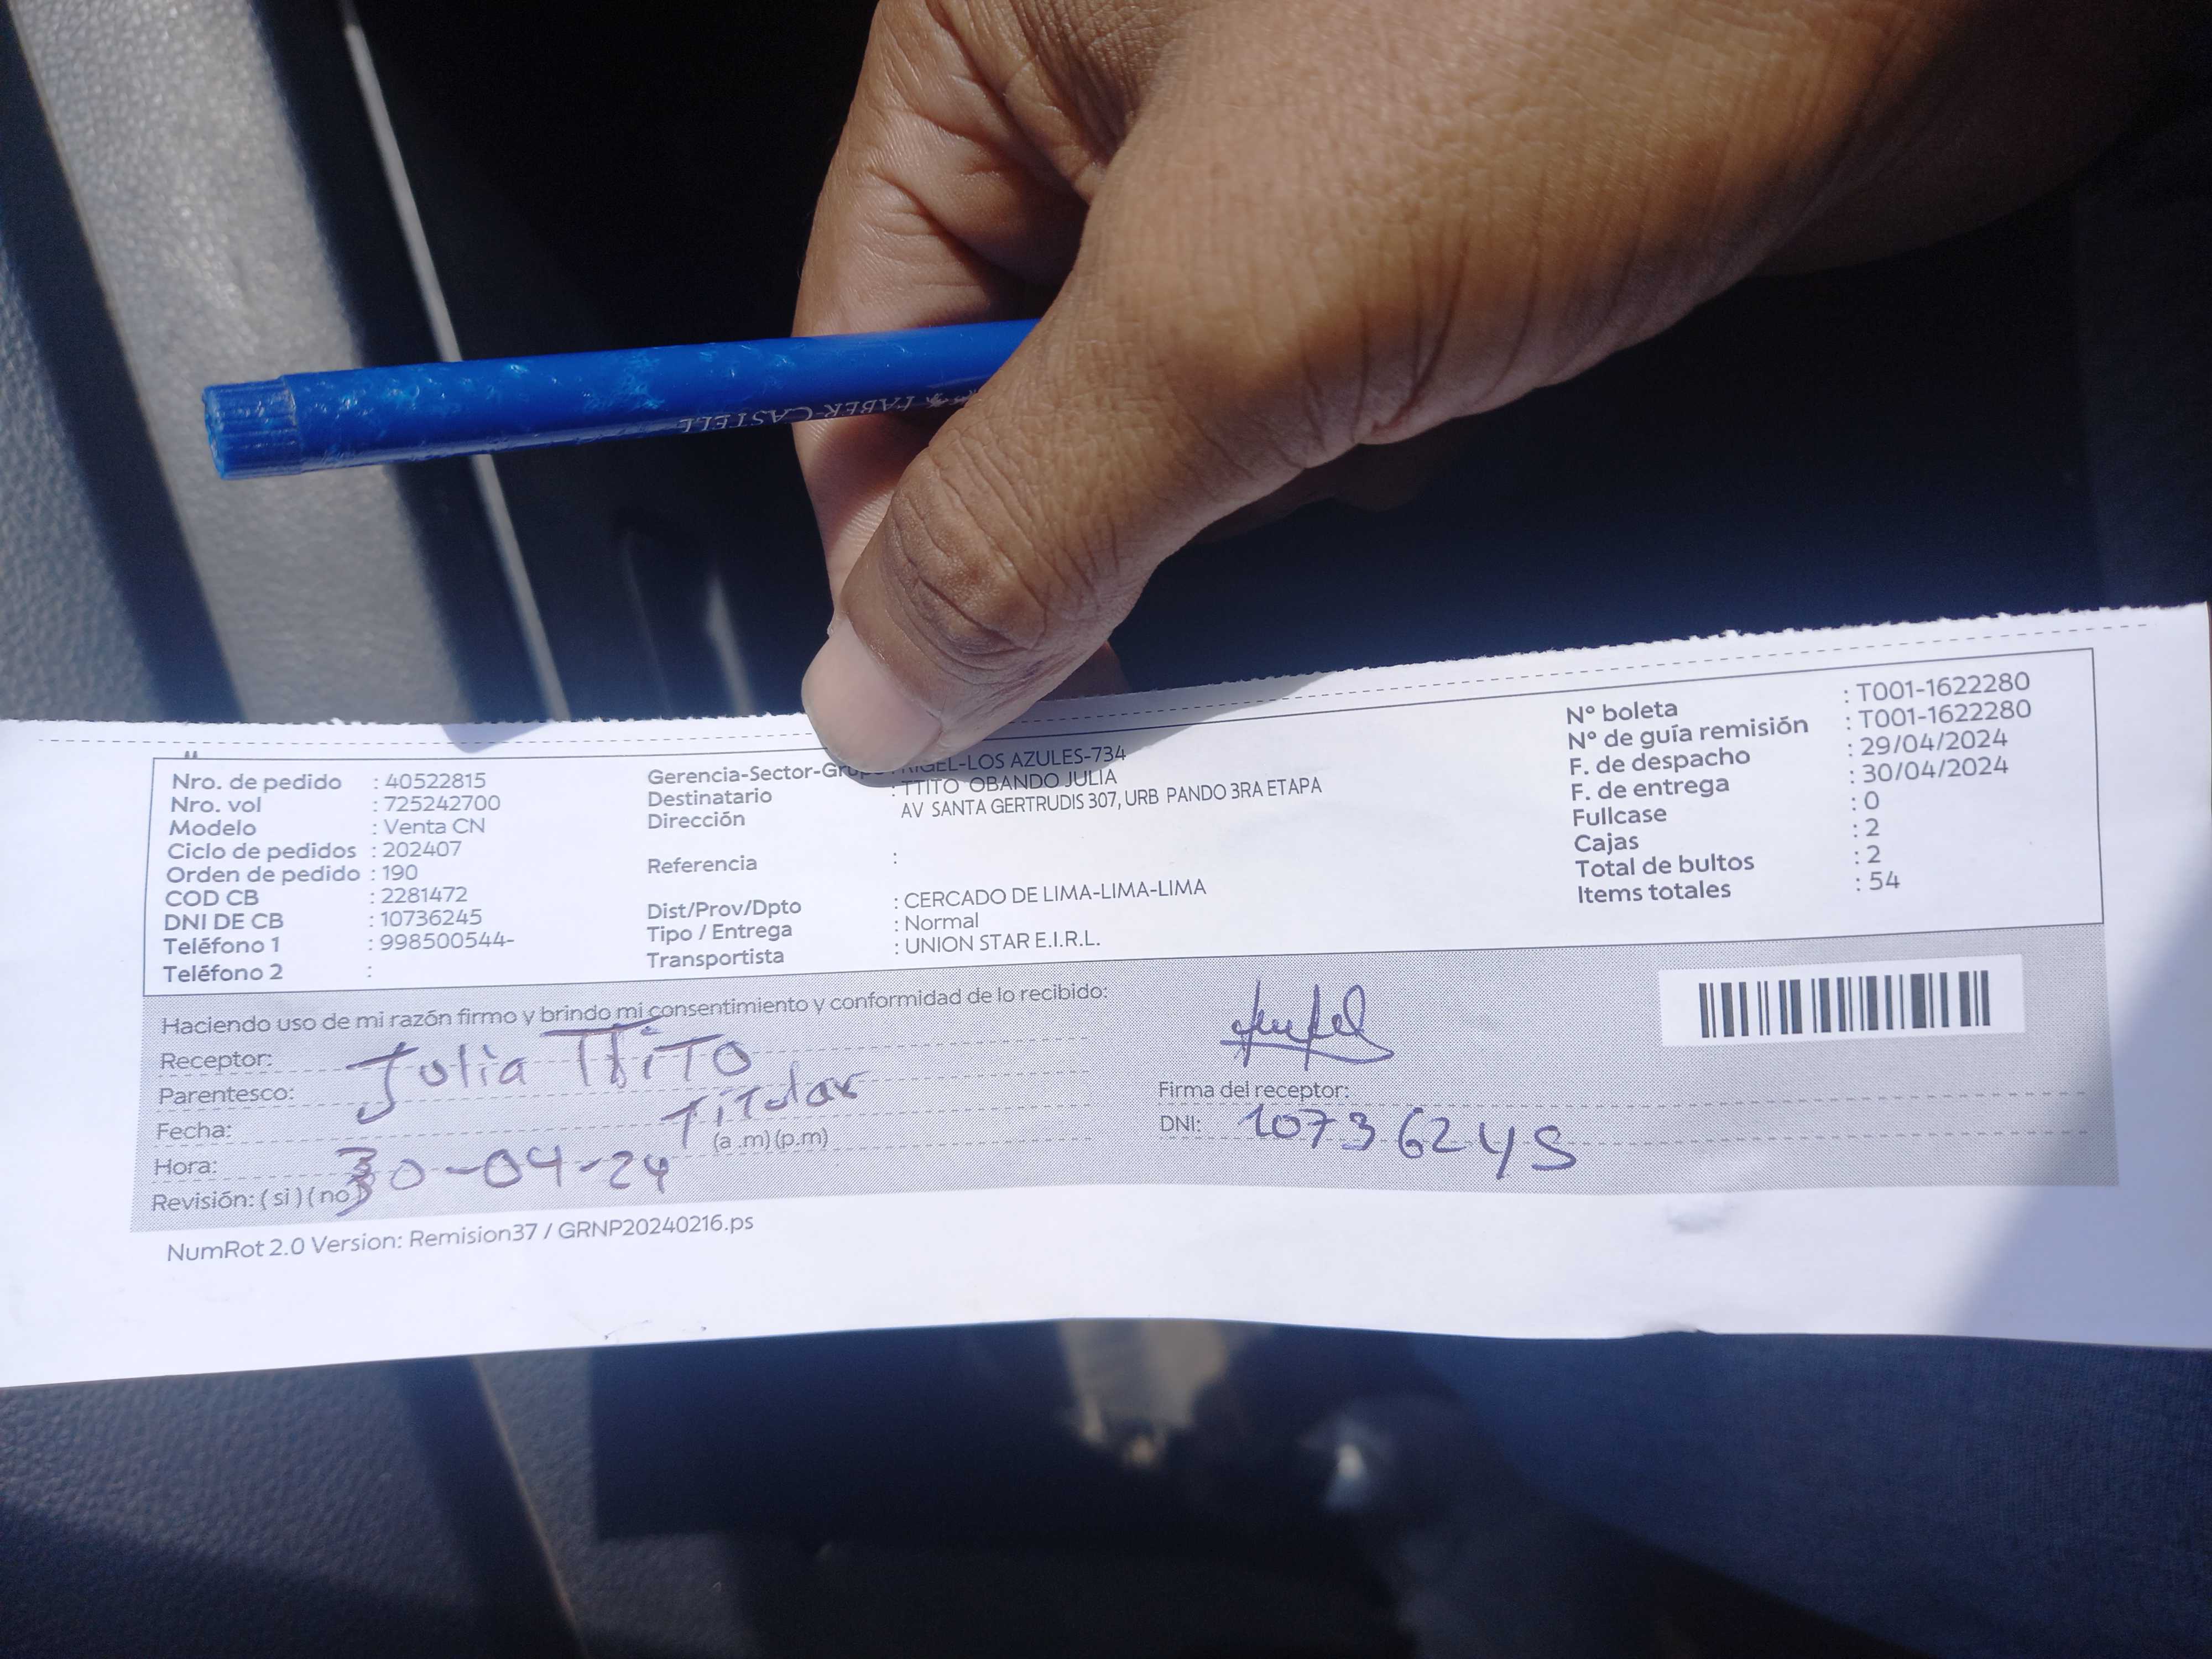 FABER-CASTELL
Nro. de pedido : 40522815
Nro. vol : 725242700
Modelo : Venta CN
Ciclo de pedidos : 202407
Orden de pedido : 190
COD CB : 2281472
DNI DE CB : 10736245
Teléfono 1 : 998500544-
Teléfono 2 :
Gerencia-Sector-Grupo : RIGEL-LOS AZULES-734
Destinatario : TTITO OBANDO JULIA
Dirección AV SANTA GERTRUDIS 307, URB PANDO 3RA ETAPA
Referencia :
Dist/Prov/Dpto : CERCADO DE LIMA-LIMA-LIMA
Tipo / Entrega : Normal
Transportista : UNION STAR E.I.R.L.
Nº boleta : T001-1622280
Nº de guía remisión : T001-1622280
F. de despacho : 29/04/2024
F. de entrega : 30/04/2024
Fullcase : 0
Cajas : 2
Total de bultos : 2
Items totales : 54
Haciendo uso de mi razón firmo y brindo mi consentimiento y conformidad de lo recibido:
Receptor: Julia TTiTO
Parentesco: Titular
Fecha: 30-04-24
Hora: (a .m) (p.m)
Revisión: ( si ) ( no )
Firma del receptor:
DNI: 10736245
NumRot 2.0 Version: Remision37 / GRNP20240216.ps